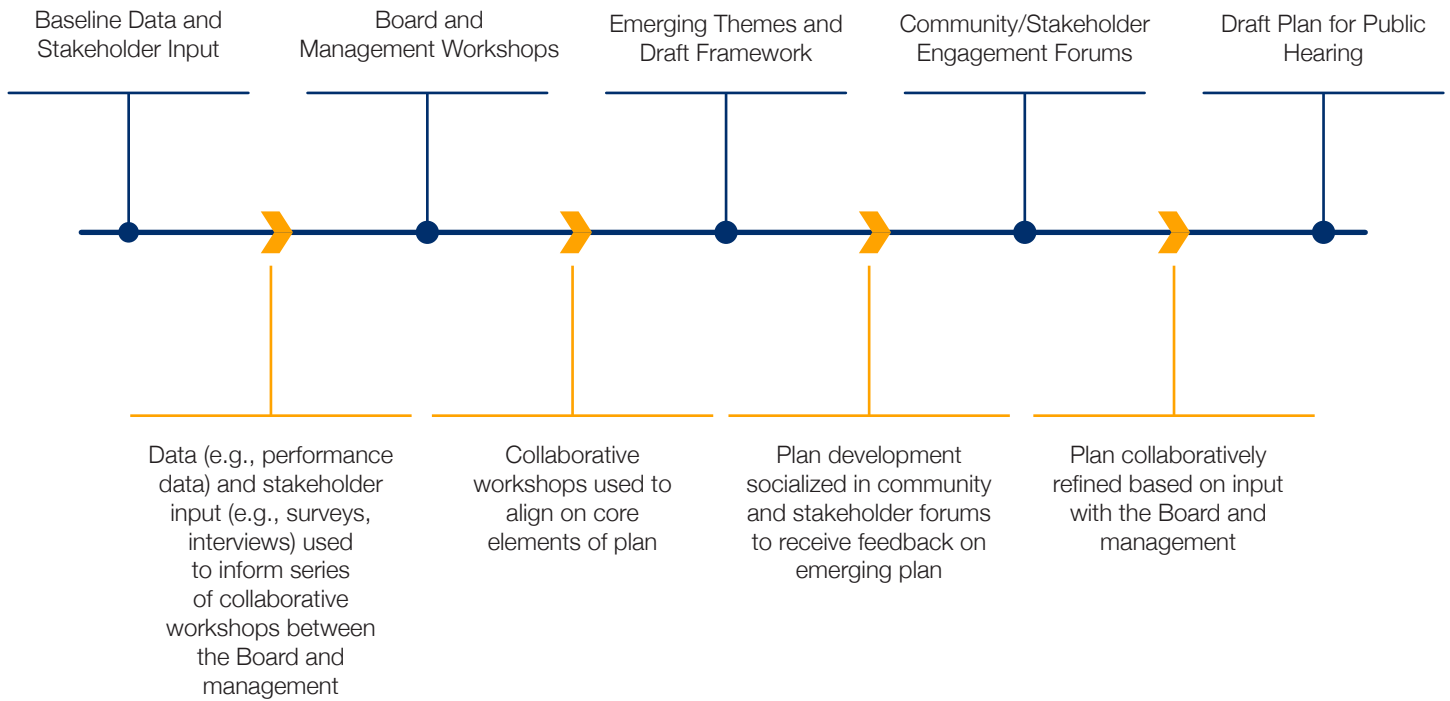 Baseline Data and
Stakeholder Input
Board and
Management Workshops
Emerging Themes and
Draft Framework
Community/Stakeholder
Engagement Forums
Draft Plan for Public
Hearing
Data (e.g., performance
data) and stakeholder
input (e.g., surveys,
interviews) used
to inform series
of collaborative
workshops between
the Board and
management
Collaborative
workshops used to
align on core
elements of plan
Plan development
socialized in community
and stakeholder forums
to receive feedback on
emerging plan
Plan collaboratively
refined based on input
with the Board and
management